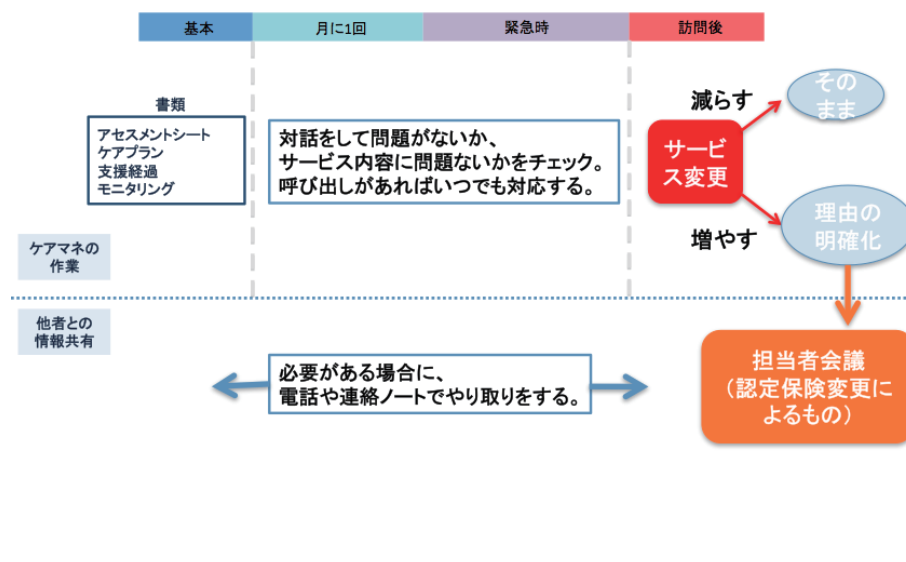 基本
月に1回
緊急時
訪問後
書類
アセスメントシート
ケアプラン
支援経過
モニタリング
対話をして問題がないか、
サービス内容に問題ないかをチェック。
呼び出しがあればいつでも対応する。
減らす
その
まま
サービ
ス変更
増やす
理由の
明確化
ケアマネの
作業
他者との
情報共有
必要がある場合に、
電話や連絡ノートでやり取りをする。
担当者会議
（認定保険変更に
よるもの）